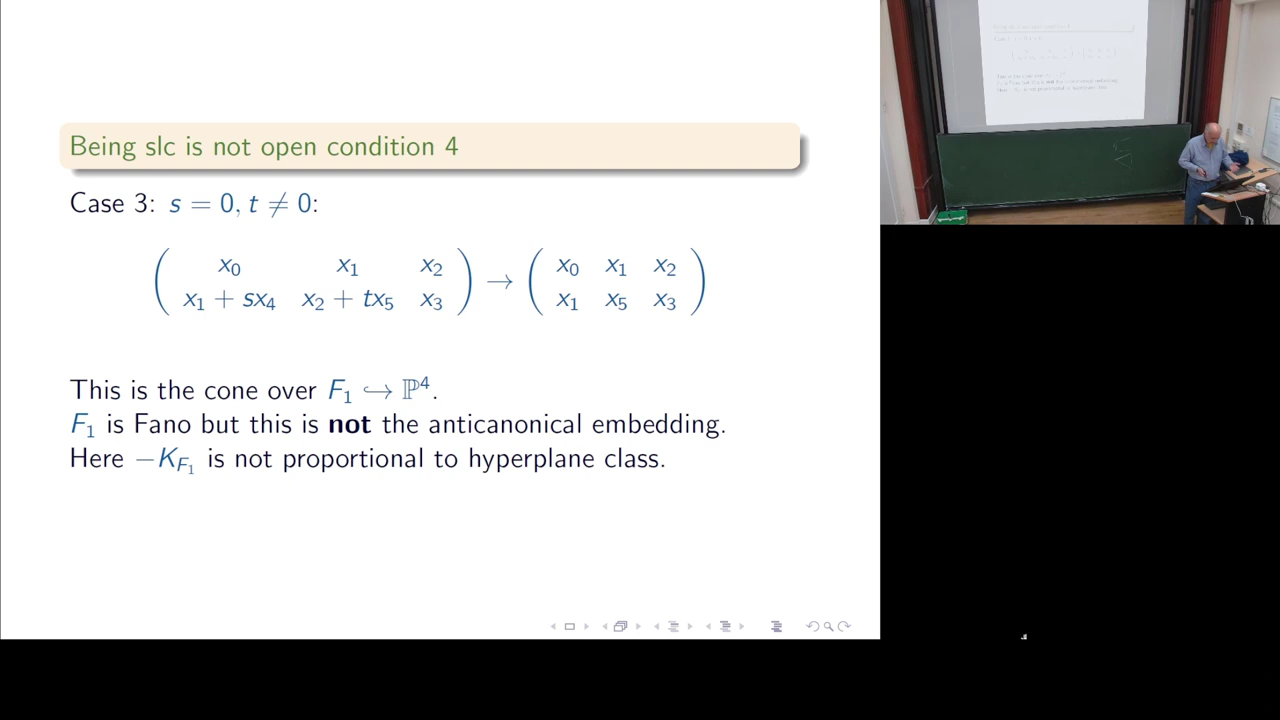 Being slc is not open condition 4
Case 3: s = 0, t ≠ 0:
( x₀ x₁ x₂ ) → ( x₀ x₁ x₂ )
( x₁ + sx₄ x₂ + tx₅ x₃ ) ( x₁ x₅ x₃ )
This is the cone over F₁ ↪ ℙ⁴.
F₁ is Fano but this is not the anticanonical embedding.
Here −K_{F₁} is not proportional to hyperplane class.